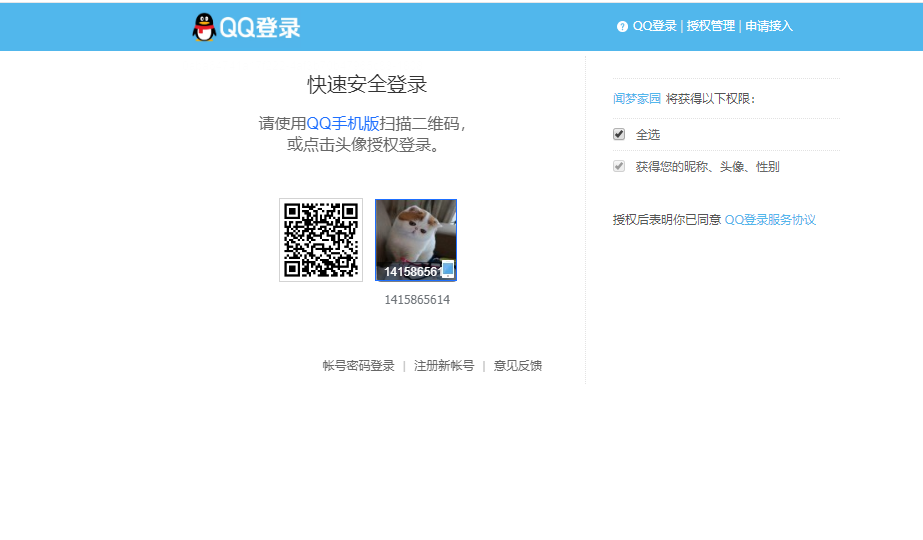 QQ登录
QQ登录 | 授权管理 | 申请接入
快速安全登录
请使用QQ手机版扫描二维码，
或点击头像授权登录。
1415865614
1415865614
帐号密码登录 | 注册新帐号 | 意见反馈
闻梦家园 将获得以下权限：
全选
获得您的昵称、头像、性别
授权后表明你已同意 QQ登录服务协议